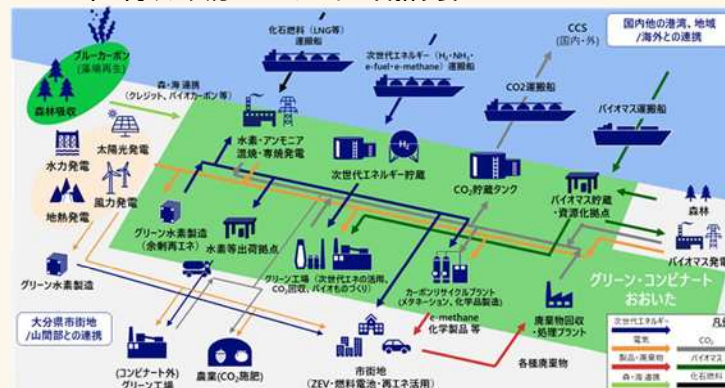 ブルーカーボン
(藻場再生)
森林吸収
森・海 連携
(クレジット、バイオカーボン 等)
化石燃料（LNG等）
運搬船
次世代エネルギー（H₂・NH₃・
e-fuel・e-methane）運搬船
CCS
(国内・外)
CO2運搬船
国内他の港湾、地域
/海外との連携
バイオマス運搬船
水力発電
太陽光発電
地熱発電
風力発電
水素・アンモニア
混焼・専焼発電
次世代エネルギー貯蔵
H₂
CO₂貯蔵タンク
バイオマス貯蔵
・資源化拠点
森林
バイオマス発電
グリーン水素製造
(余剰再エネ)
水素等出荷拠点
グリーン水素製造
グリーン工場（次世代エネの活用、
CO₂回収、バイオものづくり）
カーボンリサイクルプラント
(メタネーション、化学品製造)
グリーン・コンビナート
おおいた
大分県市街地
/山間部との連携
e-methane
化学製品 等
廃棄物回収
・処理プラント
(コンビナート外)
グリーン工場
農業(CO₂施肥)
市街地
(ZEV・燃料電池・再エネ活用)
各種廃棄物
次世代エネルギー
電気
製品・廃棄物
森・海 連携
CO₂
バイオマス
化石燃料